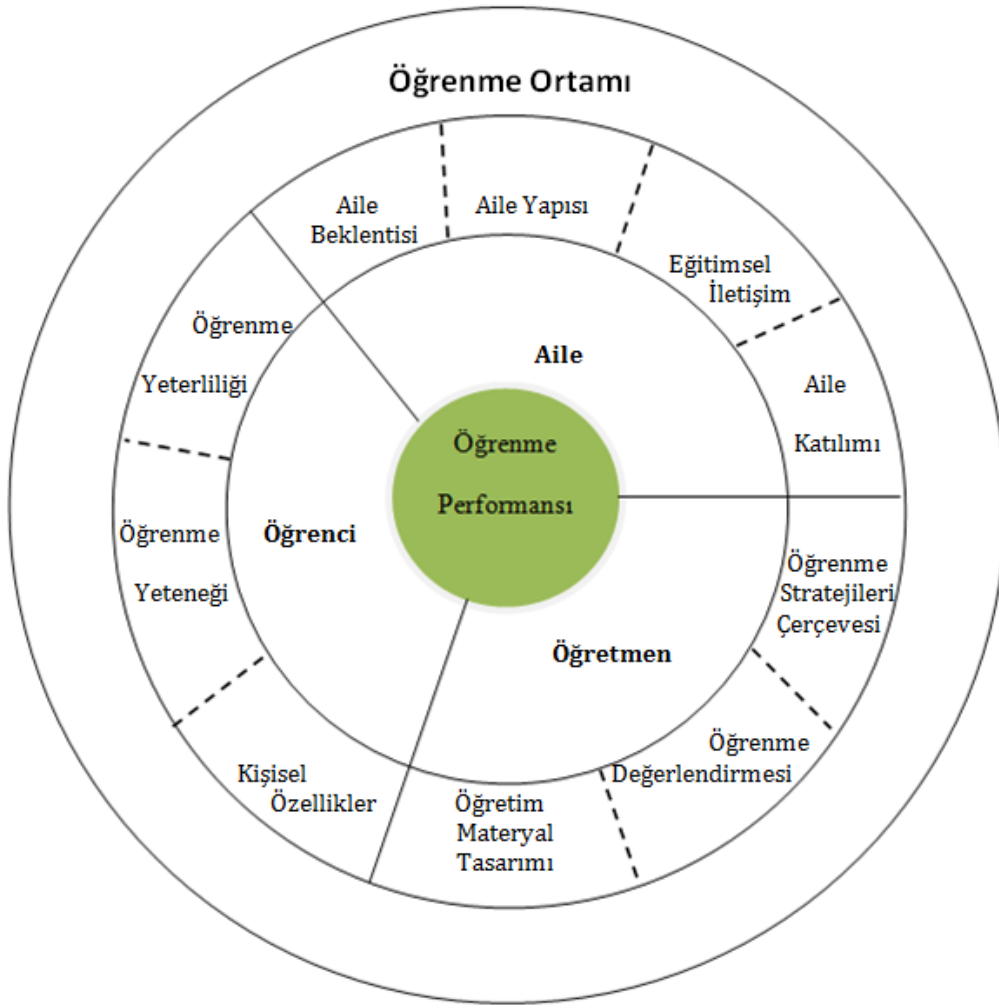 Öğrenme Ortamı
Aile
Beklentisi
Aile Yapısı
Eğitimsel
İletişim
Aile
Katılımı
Öğrenme
Yeterliliği
Aile
Öğrenme
Performansı
Öğrenci
Öğrenme
Yeteneği
Kişisel
Özellikler
Öğretmen
Öğrenme
Stratejileri
Çerçevesi
Öğrenme
Değerlendirmesi
Öğretim
Materyal
Tasarımı